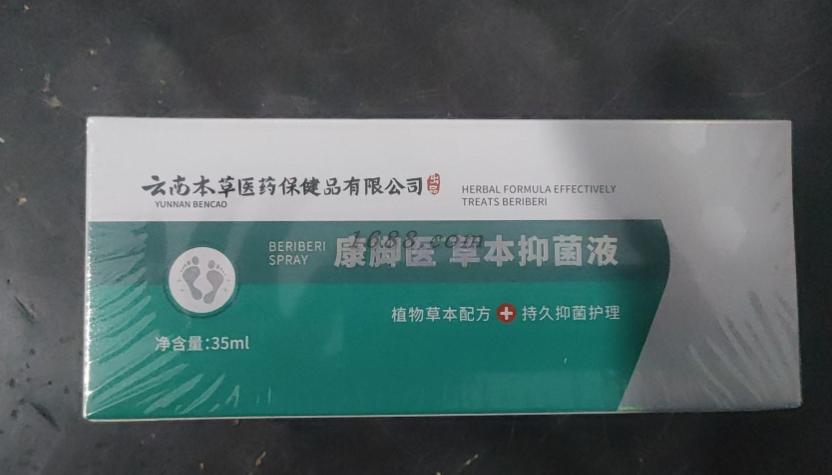 云南本草医药保健品有限公司 出品
YUNNAN BENCAO
HERBAL FORMULA EFFECTIVELY
TREATS BERIBERI
BERIBERI
SPRAY
康脚医 草本抑菌液
1688.com
植物草本配方 + 持久抑菌护理
净含量:35ml